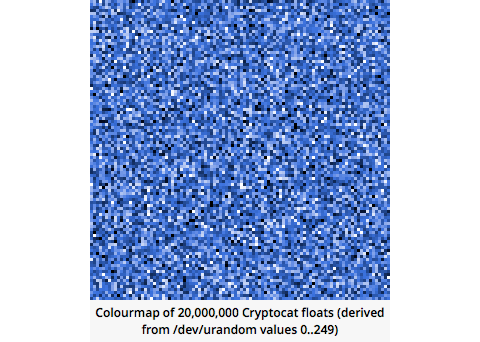 Colourmap of 20,000,000 Cryptocat floats (derived
from /dev/urandom values 0..249)